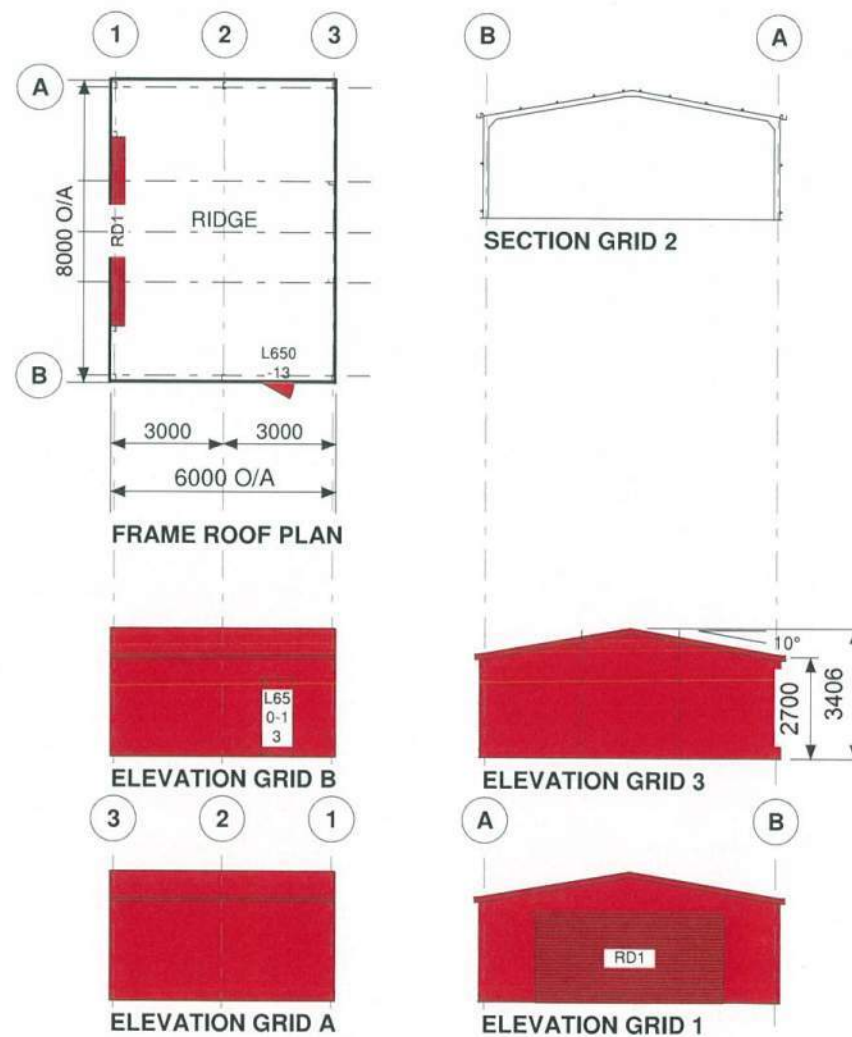 1
2
3
A
8000 O/A
RD1
RIDGE
B
L650
-13
3000
3000
6000 O/A
FRAME ROOF PLAN
B
A
SECTION GRID 2
L65
0-1
3
ELEVATION GRID B
10°
2700
3406
ELEVATION GRID 3
3
2
1
ELEVATION GRID A
A
B
RD1
ELEVATION GRID 1